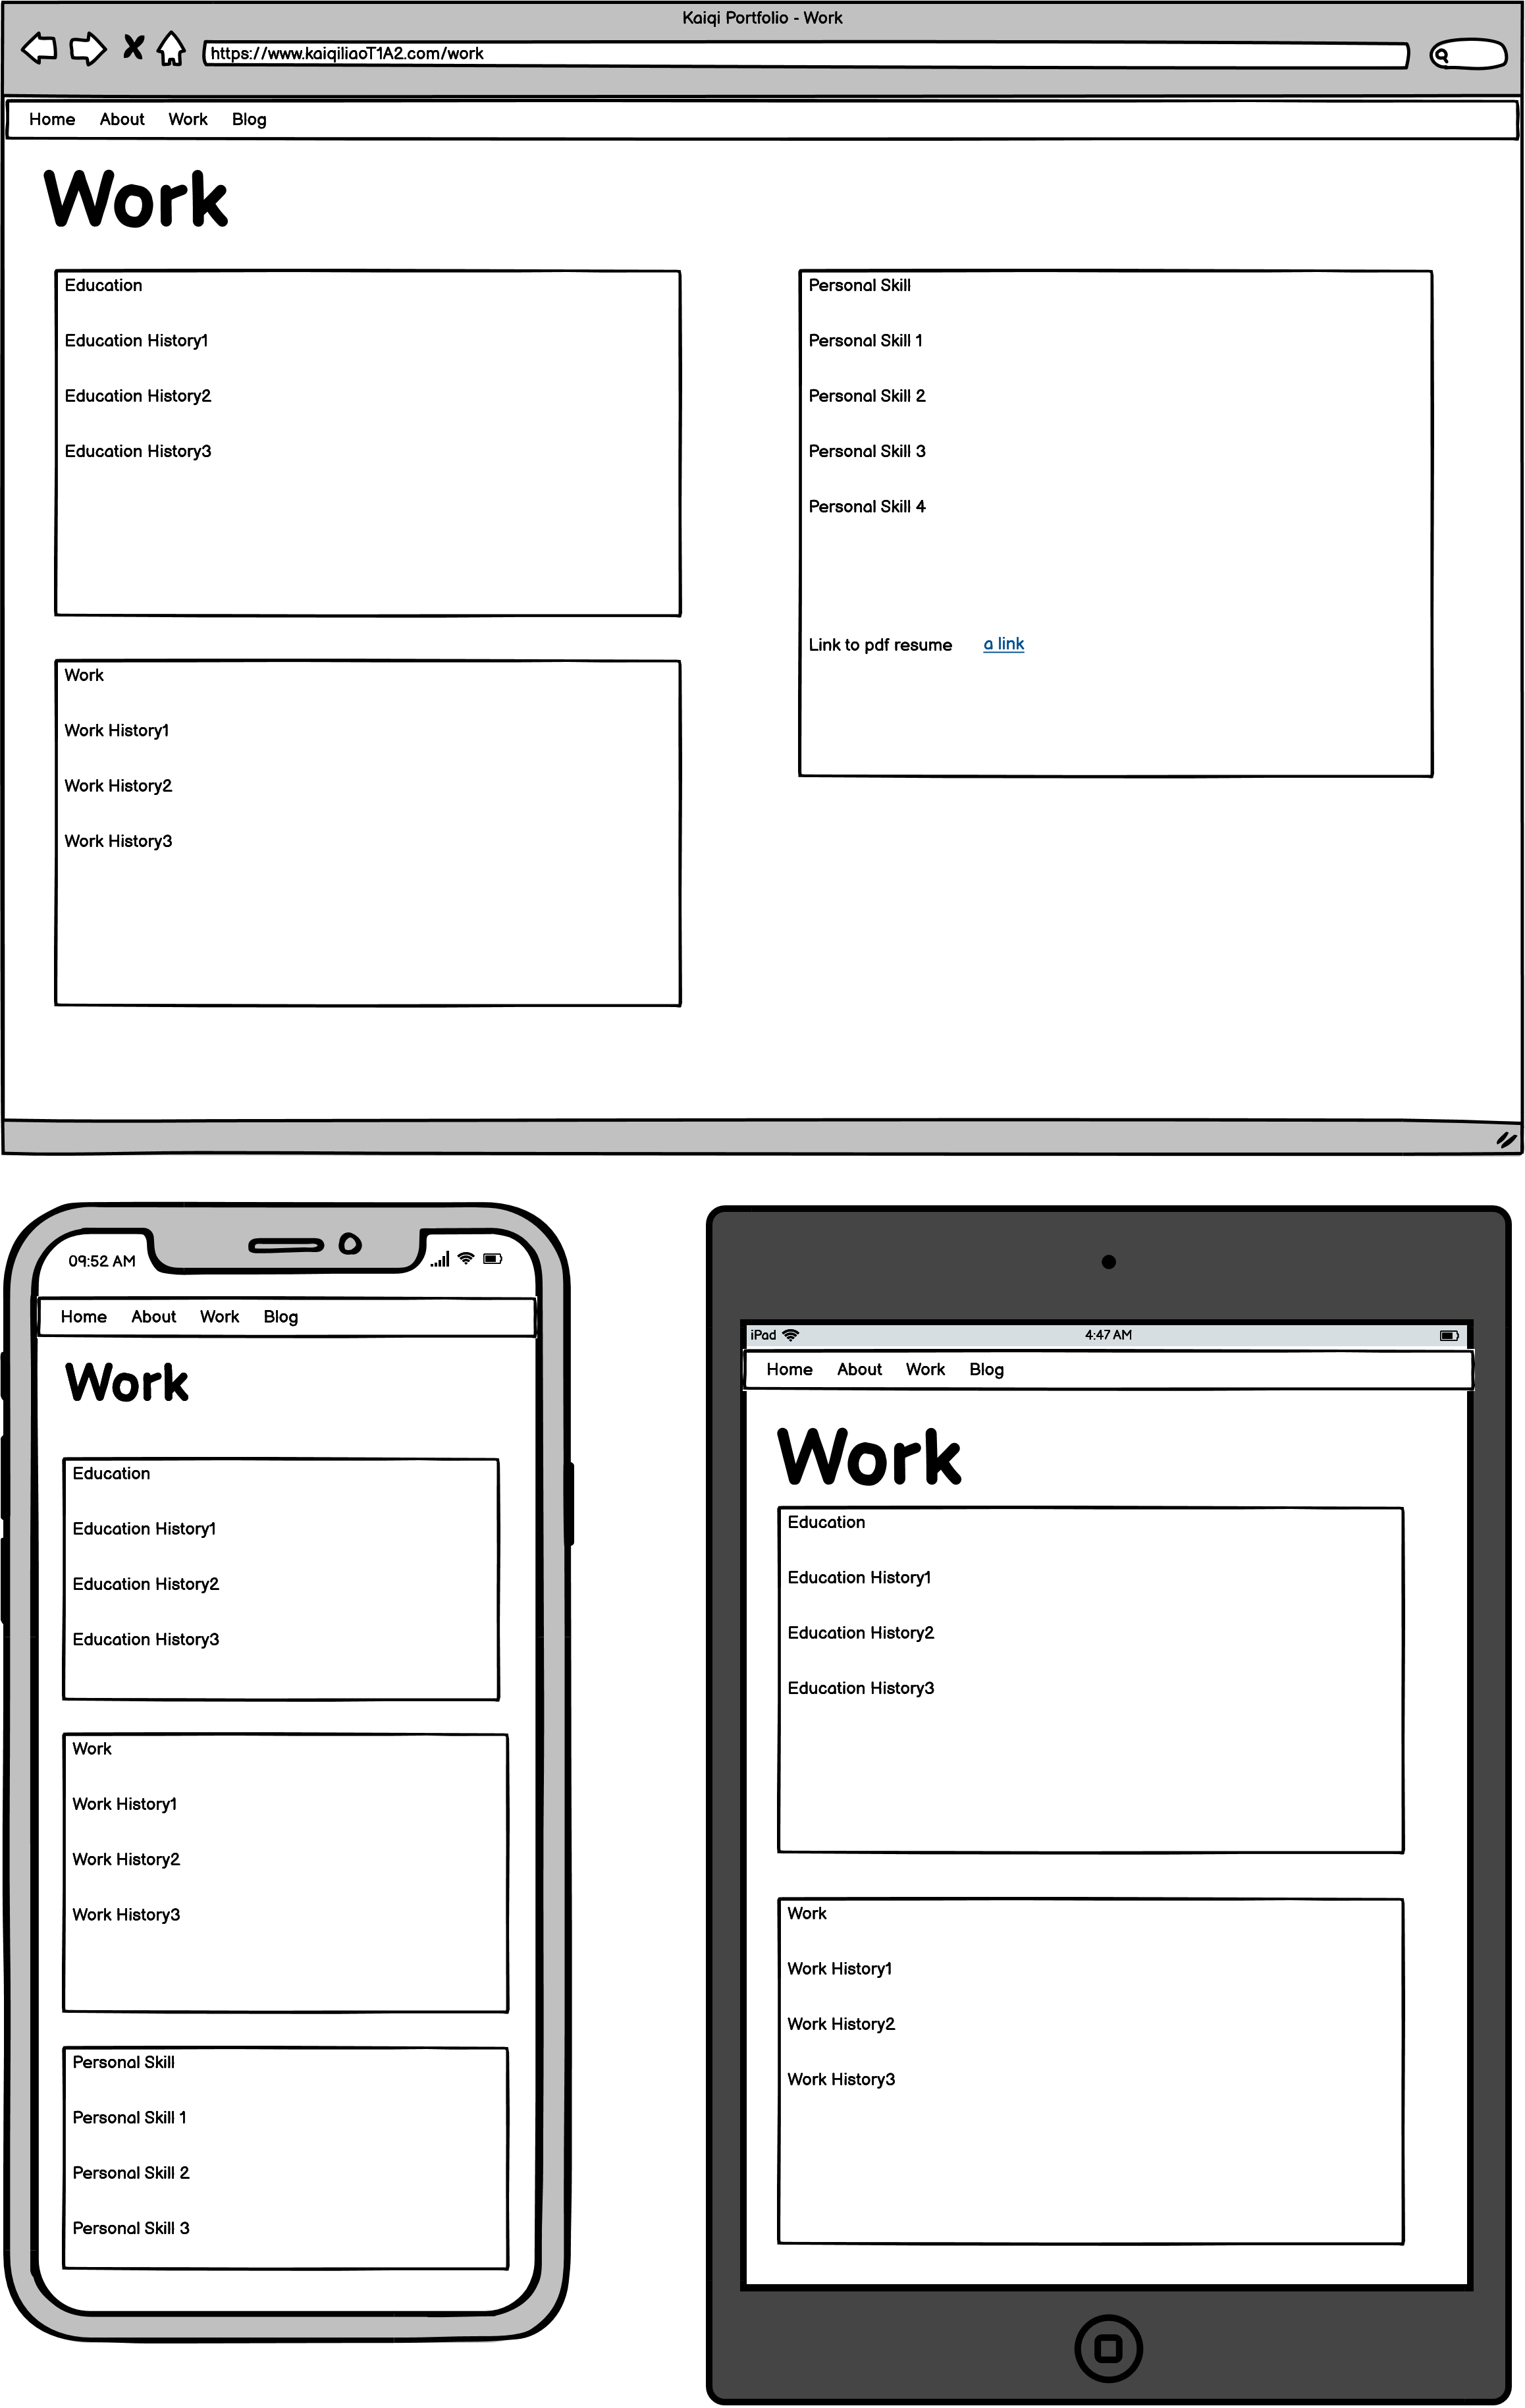 Kaiqi Portfolio - Work
https://www.kaiqiliaoT1A2.com/work
Home About Work Blog
Work
Education
Education History1
Education History2
Education History3
Work
Work History1
Work History2
Work History3
Personal Skill
Personal Skill 1
Personal Skill 2
Personal Skill 3
Personal Skill 4
Link to pdf resume a link
09:52 AM
Home About Work Blog
Work
Education
Education History1
Education History2
Education History3
Work
Work History1
Work History2
Work History3
Personal Skill
Personal Skill 1
Personal Skill 2
Personal Skill 3
iPad 4:47 AM
Home About Work Blog
Work
Education
Education History1
Education History2
Education History3
Work
Work History1
Work History2
Work History3